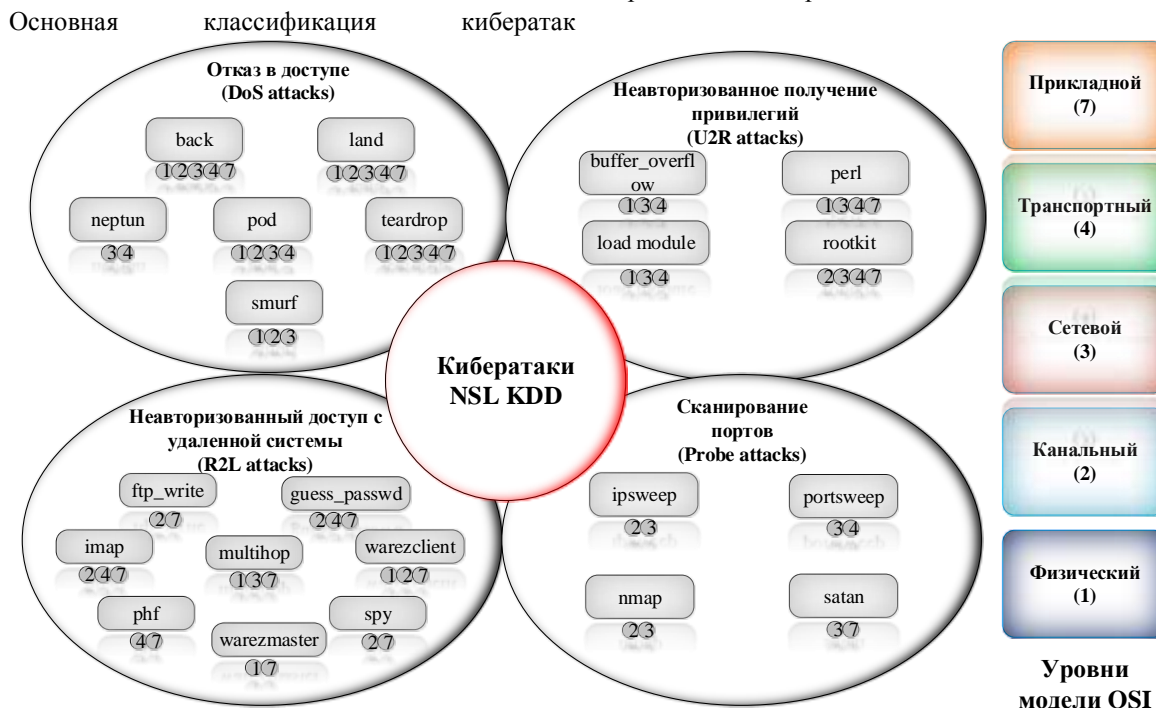 Основная классификация кибератак
Отказ в доступе
(DoS attacks)
back
land
12347
12347
neptun
pod
teardrop
34
1234
12347
smurf
123
Неавторизованное получение
привилегий
(U2R attacks)
buffer_overfl
ow
perl
134
1347
load module
rootkit
134
2347
Кибератаки
NSL KDD
Неавторизованный доступ с
удаленной системы
(R2L attacks)
ftp_write
guess_passwd
27
247
imap
multihop
warezclient
247
137
127
phf
warezmaster
spy
47
17
27
Сканирование
портов
(Probe attacks)
ipsweep
portsweep
23
34
nmap
satan
23
37
Прикладной
(7)
Транспортный
(4)
Сетевой
(3)
Канальный
(2)
Физический
(1)
Уровни
модели OSI